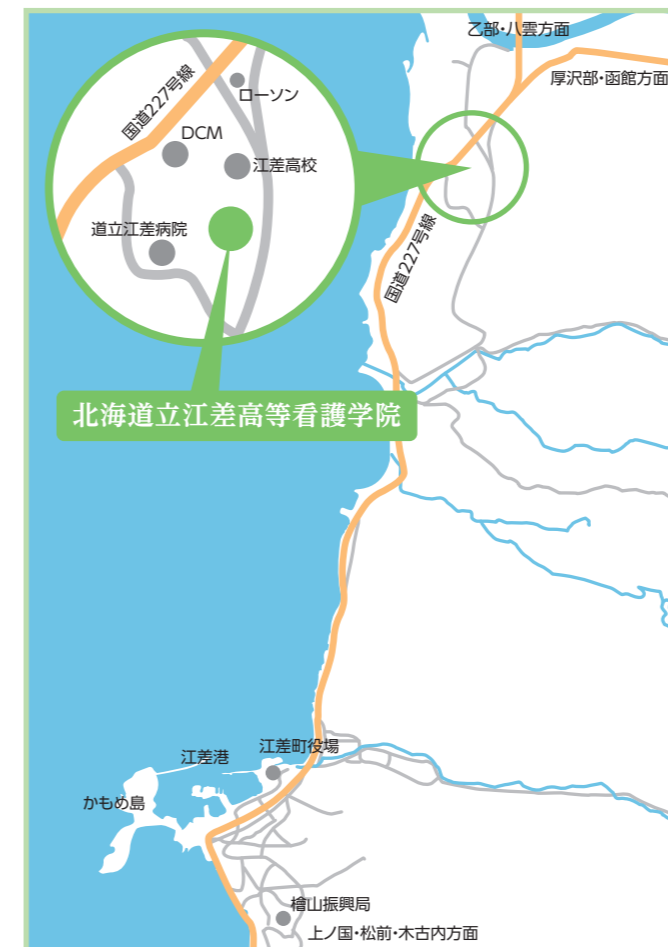 乙部・八雲方面
厚沢部・函館方面
国道227号線
ローソン
DCM
江差高校
道立江差病院
国道227号線
北海道立江差高等看護学院
江差港
江差町役場
かもめ島
檜山振興局
上ノ国・松前・木古内方面